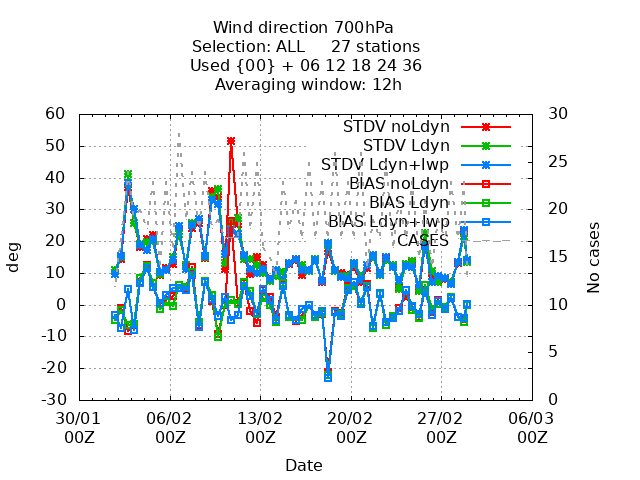 Wind direction 700hPa
Selection: ALL 27 stations
Used {00} + 06 12 18 24 36
Averaging window: 12h
60 30
STDV noLdyn
50 25
STDV Ldyn
STDV Ldyn+lwp
40 BIAS noLdyn 20
30 BIAS Ldyn
BIAS Ldyn+lwp
20 CASES 15
10
0 10
-10
-20 5
-30 0
deg
No cases
30/01 06/02 13/02 20/02 27/02 06/03
00Z 00Z 00Z 00Z 00Z 00Z
Date